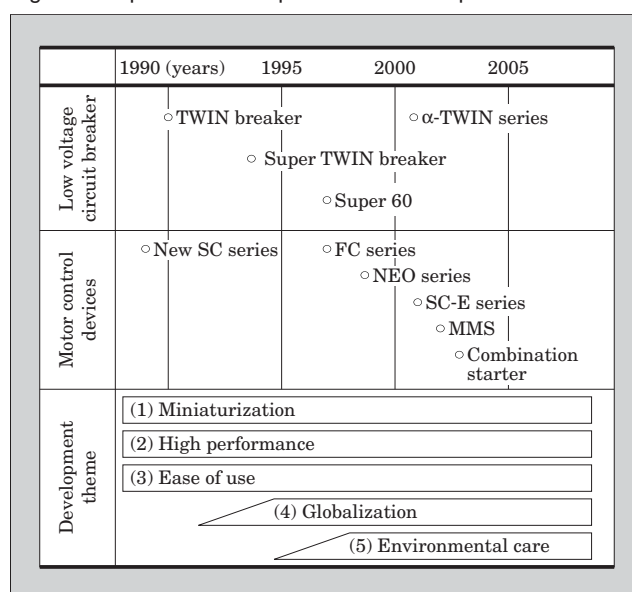 1990 (years) 1995 2000 2005
Low voltage
circuit breaker
○ TWIN breaker
○ α-TWIN series
○ Super TWIN breaker
○ Super 60
Motor control
devices
○ New SC series
○ FC series
○ NEO series
○ SC-E series
○ MMS
○ Combination
starter
Development
theme
(1) Miniaturization
(2) High performance
(3) Ease of use
(4) Globalization
(5) Environmental care